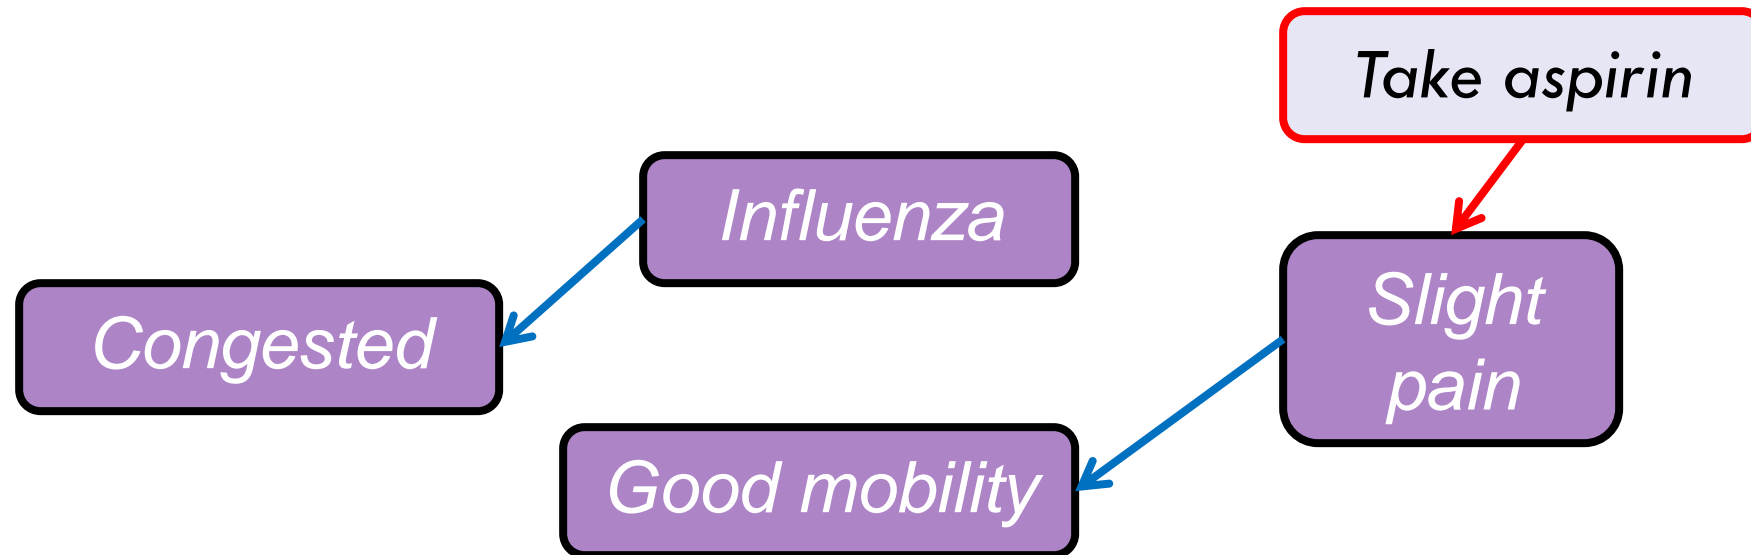 Take aspirin
Influenza
Congested
Slight
pain
Good mobility